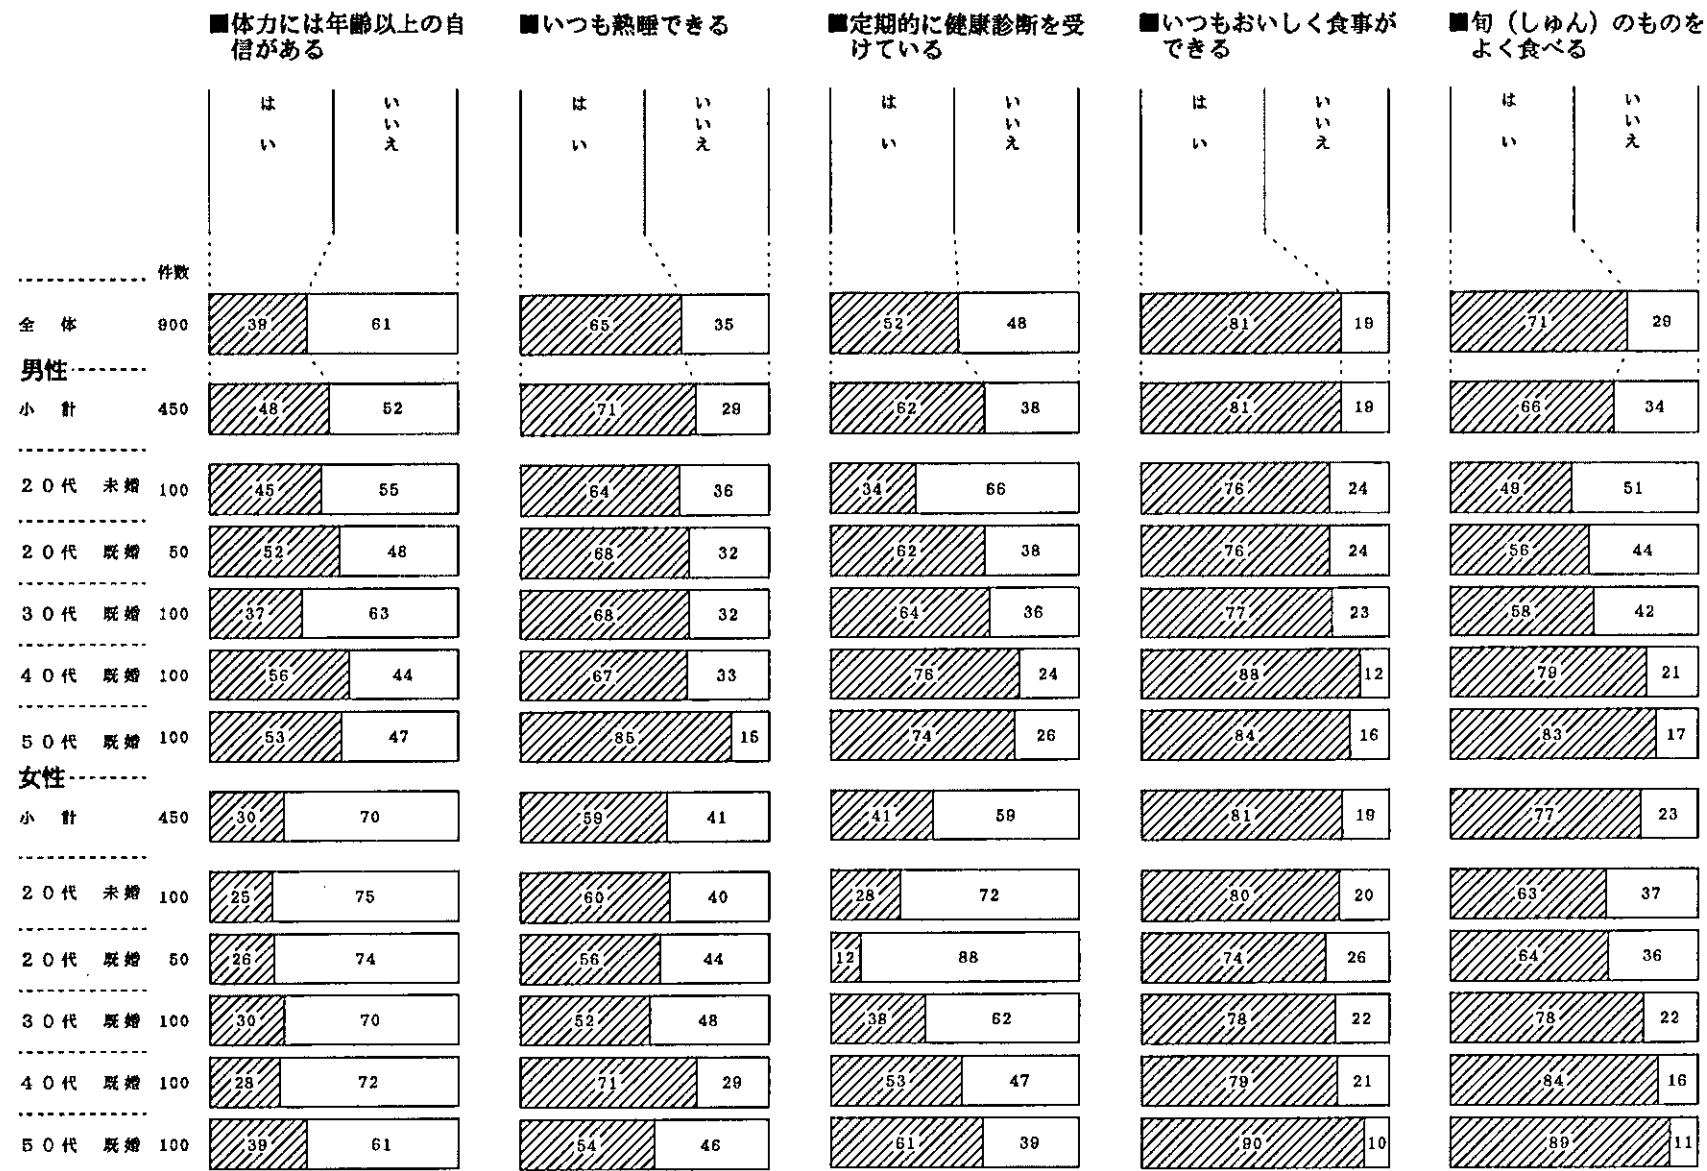 ■体力には年齢以上の自
信がある
■いつも熟睡できる
■定期的に健康診断を受
けている
■いつもおいしく食事が
できる
■旬（しゅん）のものを
よく食べる
はい いいえ はい いいえ はい いいえ はい いいえ はい いいえ
件数
全体 900 39 61 65 35 52 48 81 19 71 29
男性
小計 450 48 52 71 29 62 38 81 19 66 34
20代 未婚 100 45 55 64 36 34 66 76 24 49 51
20代 既婚 50 52 48 68 32 62 38 76 24 56 44
30代 既婚 100 37 63 68 32 64 36 77 23 58 42
40代 既婚 100 56 44 67 33 76 24 88 12 79 21
50代 既婚 100 53 47 85 15 74 26 84 16 83 17
女性
小計 450 30 70 59 41 41 59 81 19 77 23
20代 未婚 100 25 75 60 40 28 72 80 20 63 37
20代 既婚 50 26 74 56 44 12 88 74 26 64 36
30代 既婚 100 30 70 52 48 38 62 78 22 78 22
40代 既婚 100 28 72 71 29 53 47 79 21 84 16
50代 既婚 100 39 61 54 46 61 39 90 10 89 11